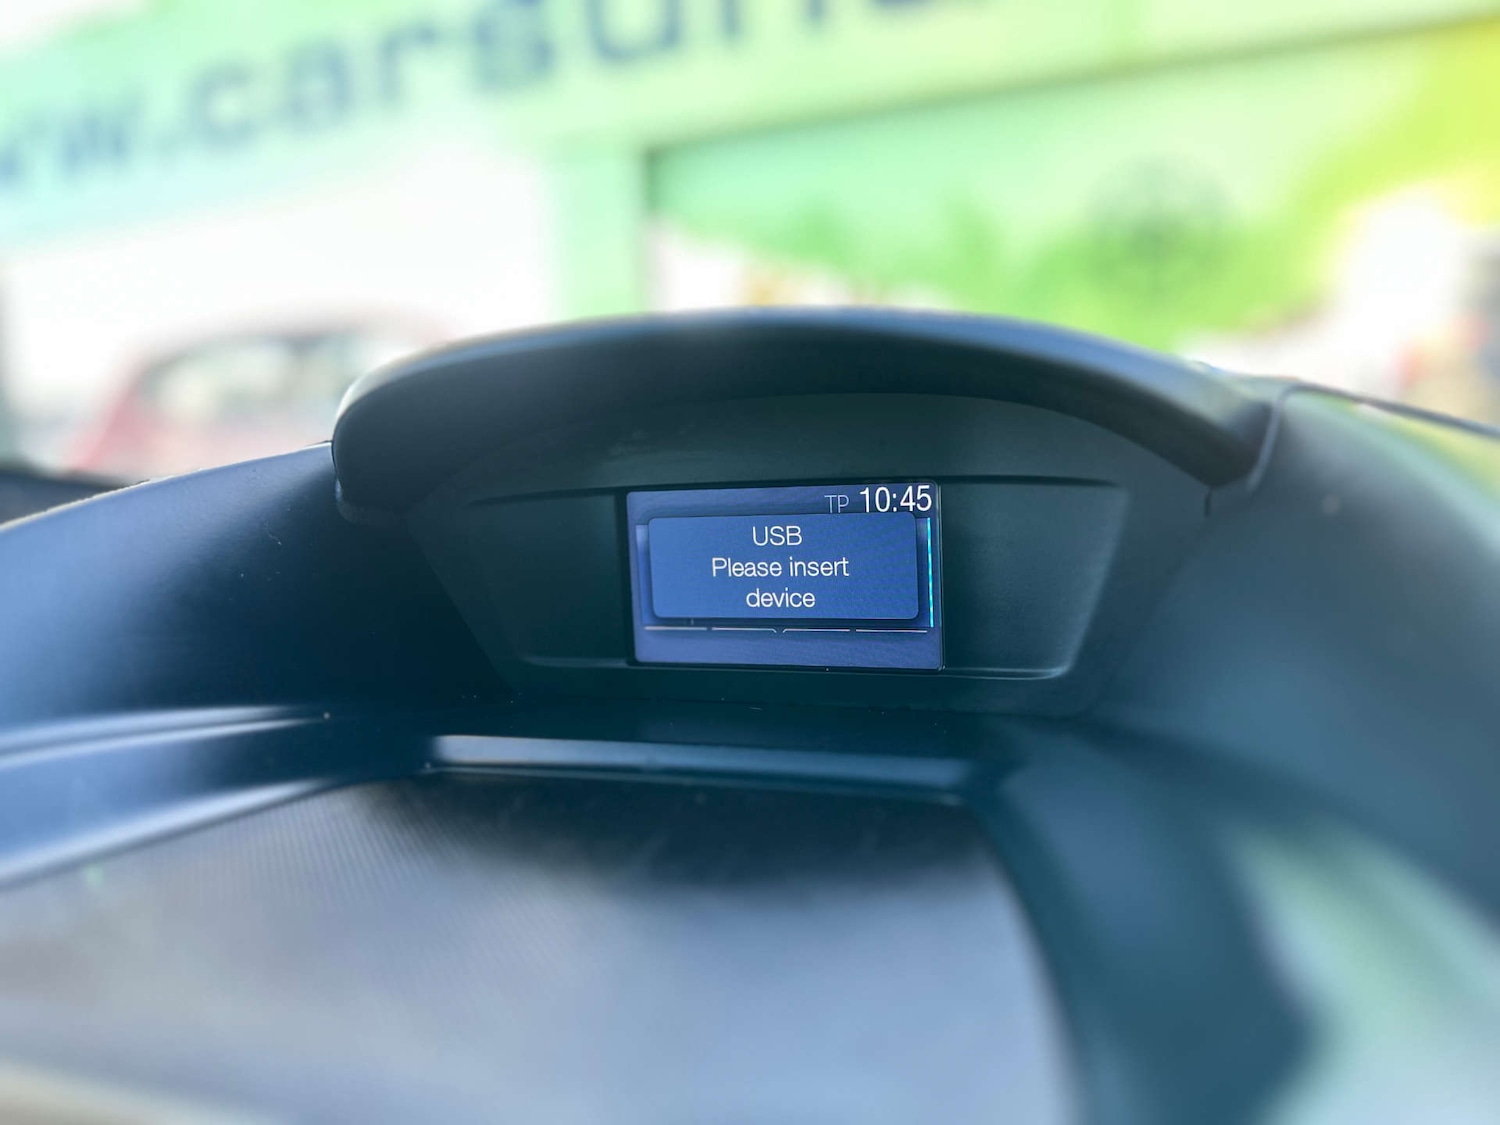 TP 10:45
USB
Please insert
device